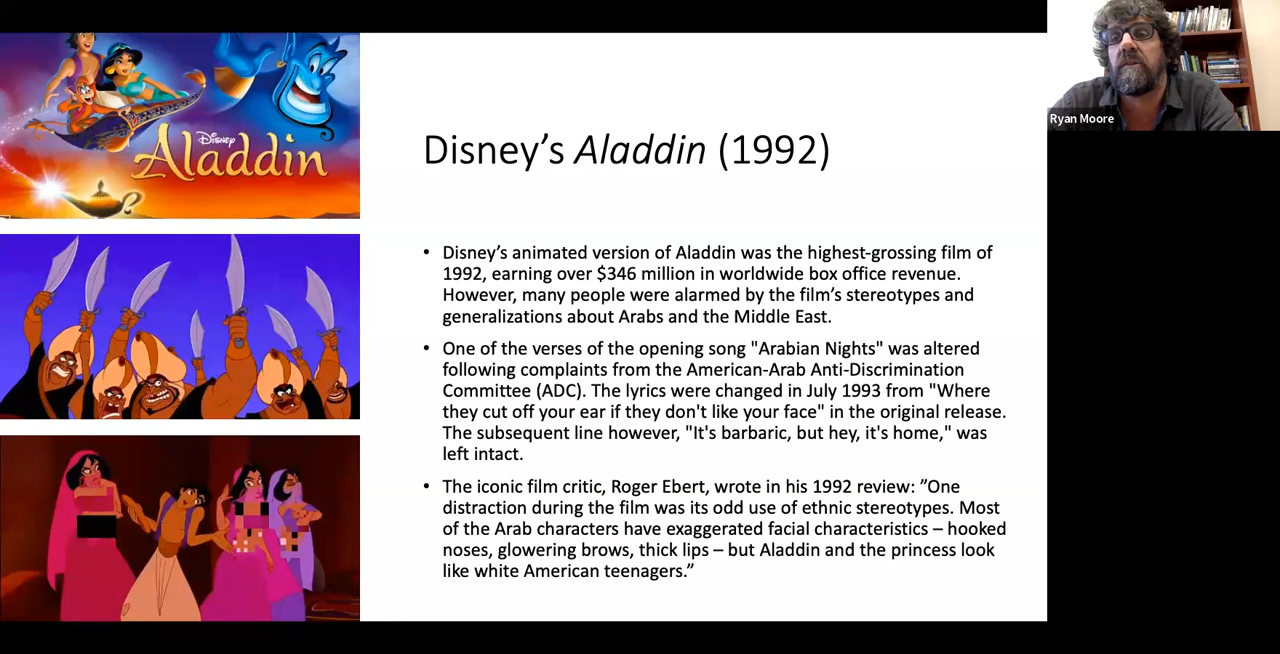 Disney
Aladdin
Disney's Aladdin (1992)
Ryan Moore
• Disney's animated version of Aladdin was the highest-grossing film of
1992, earning over $346 million in worldwide box office revenue.
However, many people were alarmed by the film's stereotypes and
generalizations about Arabs and the Middle East.
• One of the verses of the opening song "Arabian Nights" was altered
following complaints from the American-Arab Anti-Discrimination
Committee (ADC). The lyrics were changed in July 1993 from "Where
they cut off your ear if they don't like your face" in the original release.
The subsequent line however, "It's barbaric, but hey, it's home," was
left intact.
• The iconic film critic, Roger Ebert, wrote in his 1992 review: ”One
distraction during the film was its odd use of ethnic stereotypes. Most
of the Arab characters have exaggerated facial characteristics – hooked
noses, glowering brows, thick lips – but Aladdin and the princess look
like white American teenagers.”